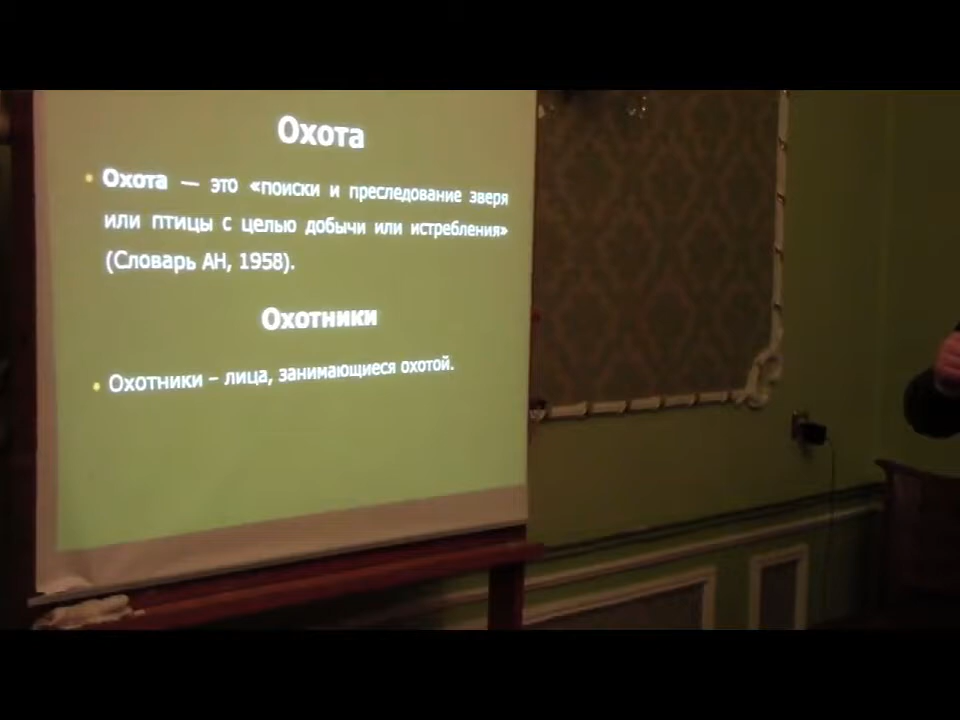 Охота
Охота — это «поиски и преследование зверя
или птицы с целью добычи или истребления»
(Словарь АН, 1958).
Охотники
Охотники – лица, занимающиеся охотой.